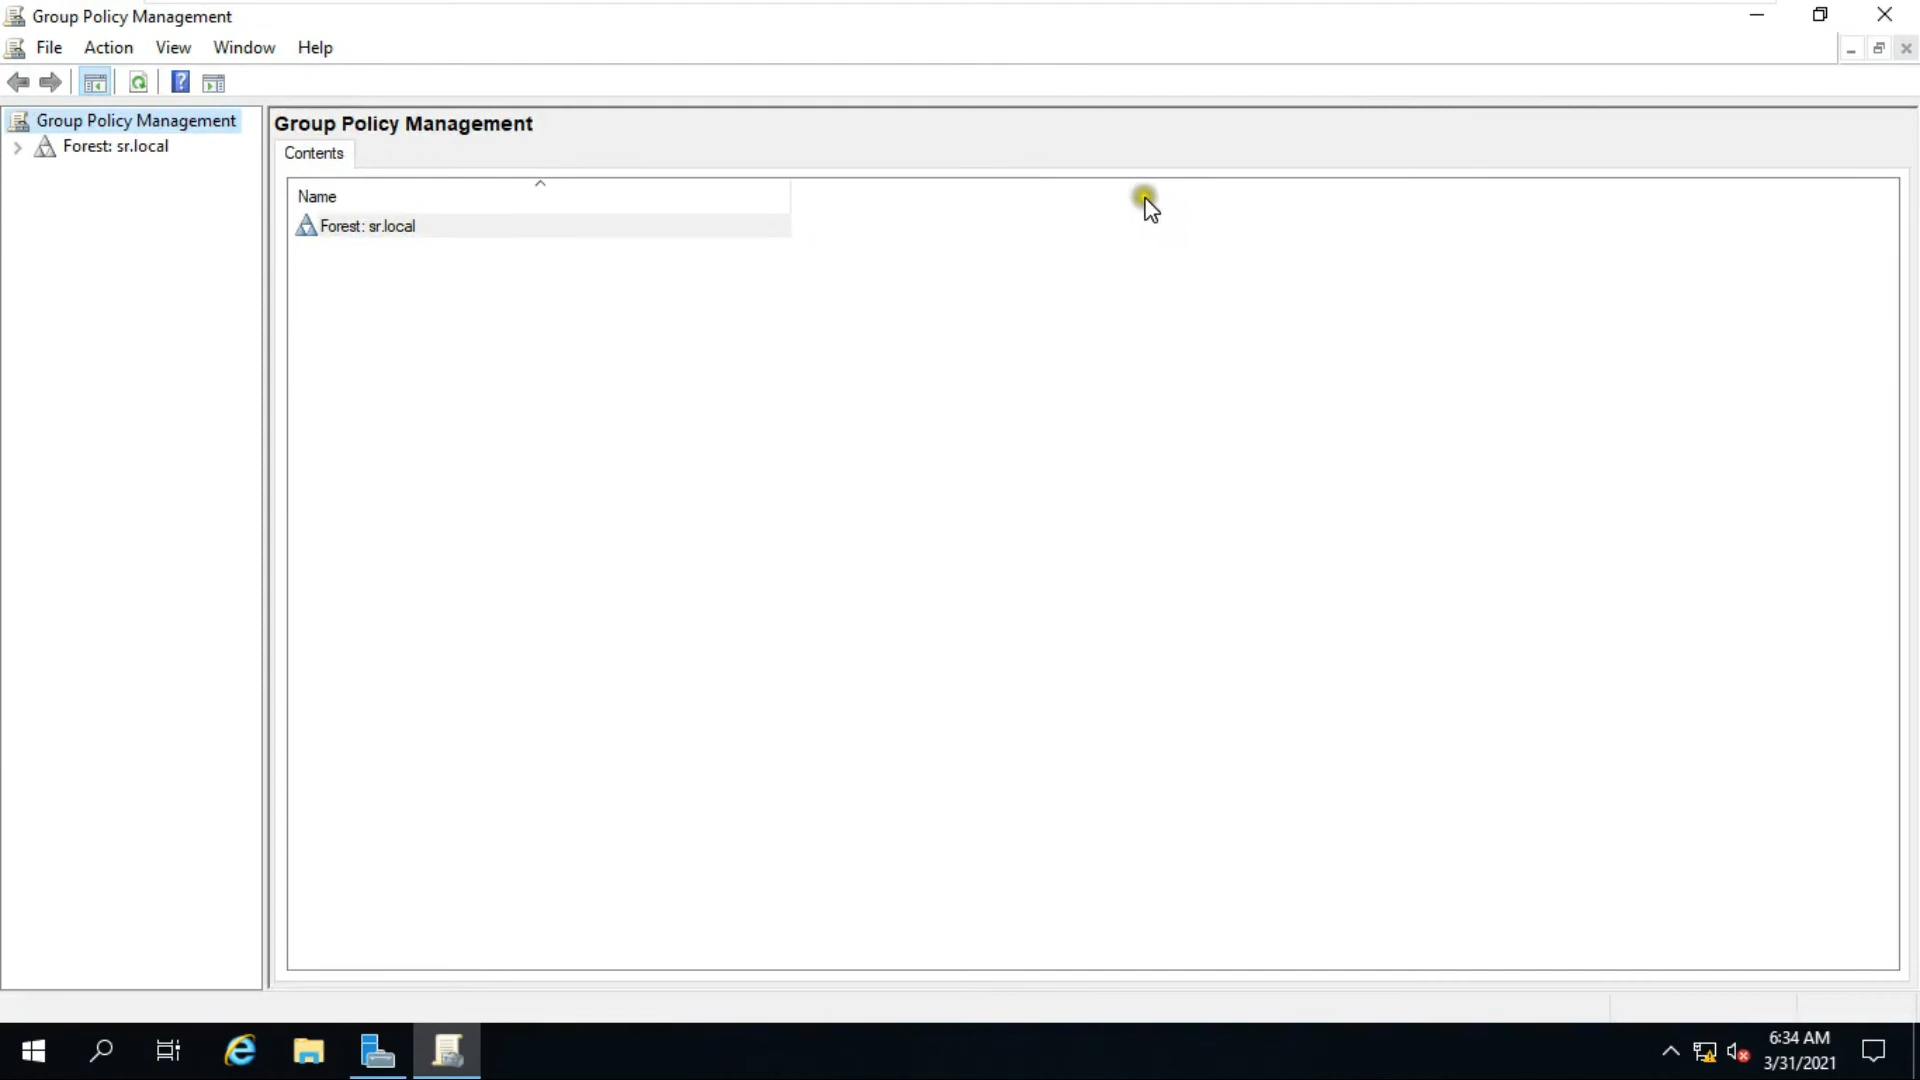 Group Policy Management
File Action View Window Help
Group Policy Management
Forest: sr.local
Group Policy Management
Contents
Name
Forest: sr.local
6:34 AM
3/31/2021